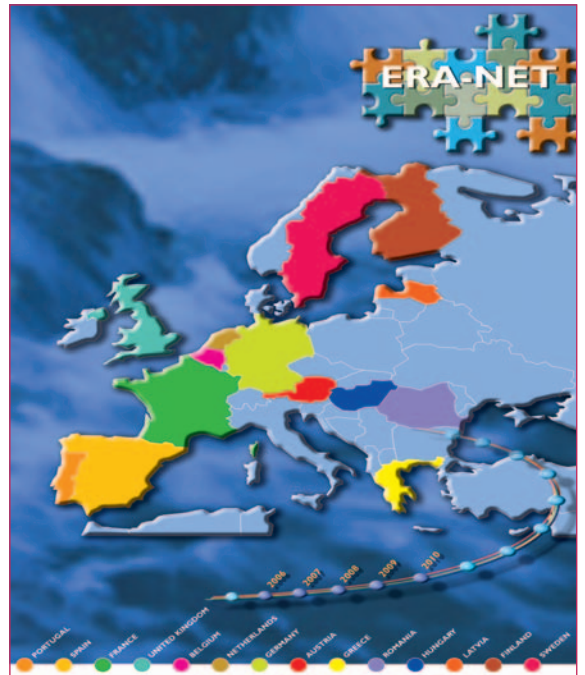 ERA-NET
2006
2007
2008
2009
2010
PORTUGAL
SPAIN
FRANCE
UNITED KINGDOM
BELGIUM
NETHERLANDS
GERMANY
AUSTRIA
GREECE
ROMANIA
HUNGARY
LATVIA
FINLAND
SWEDEN